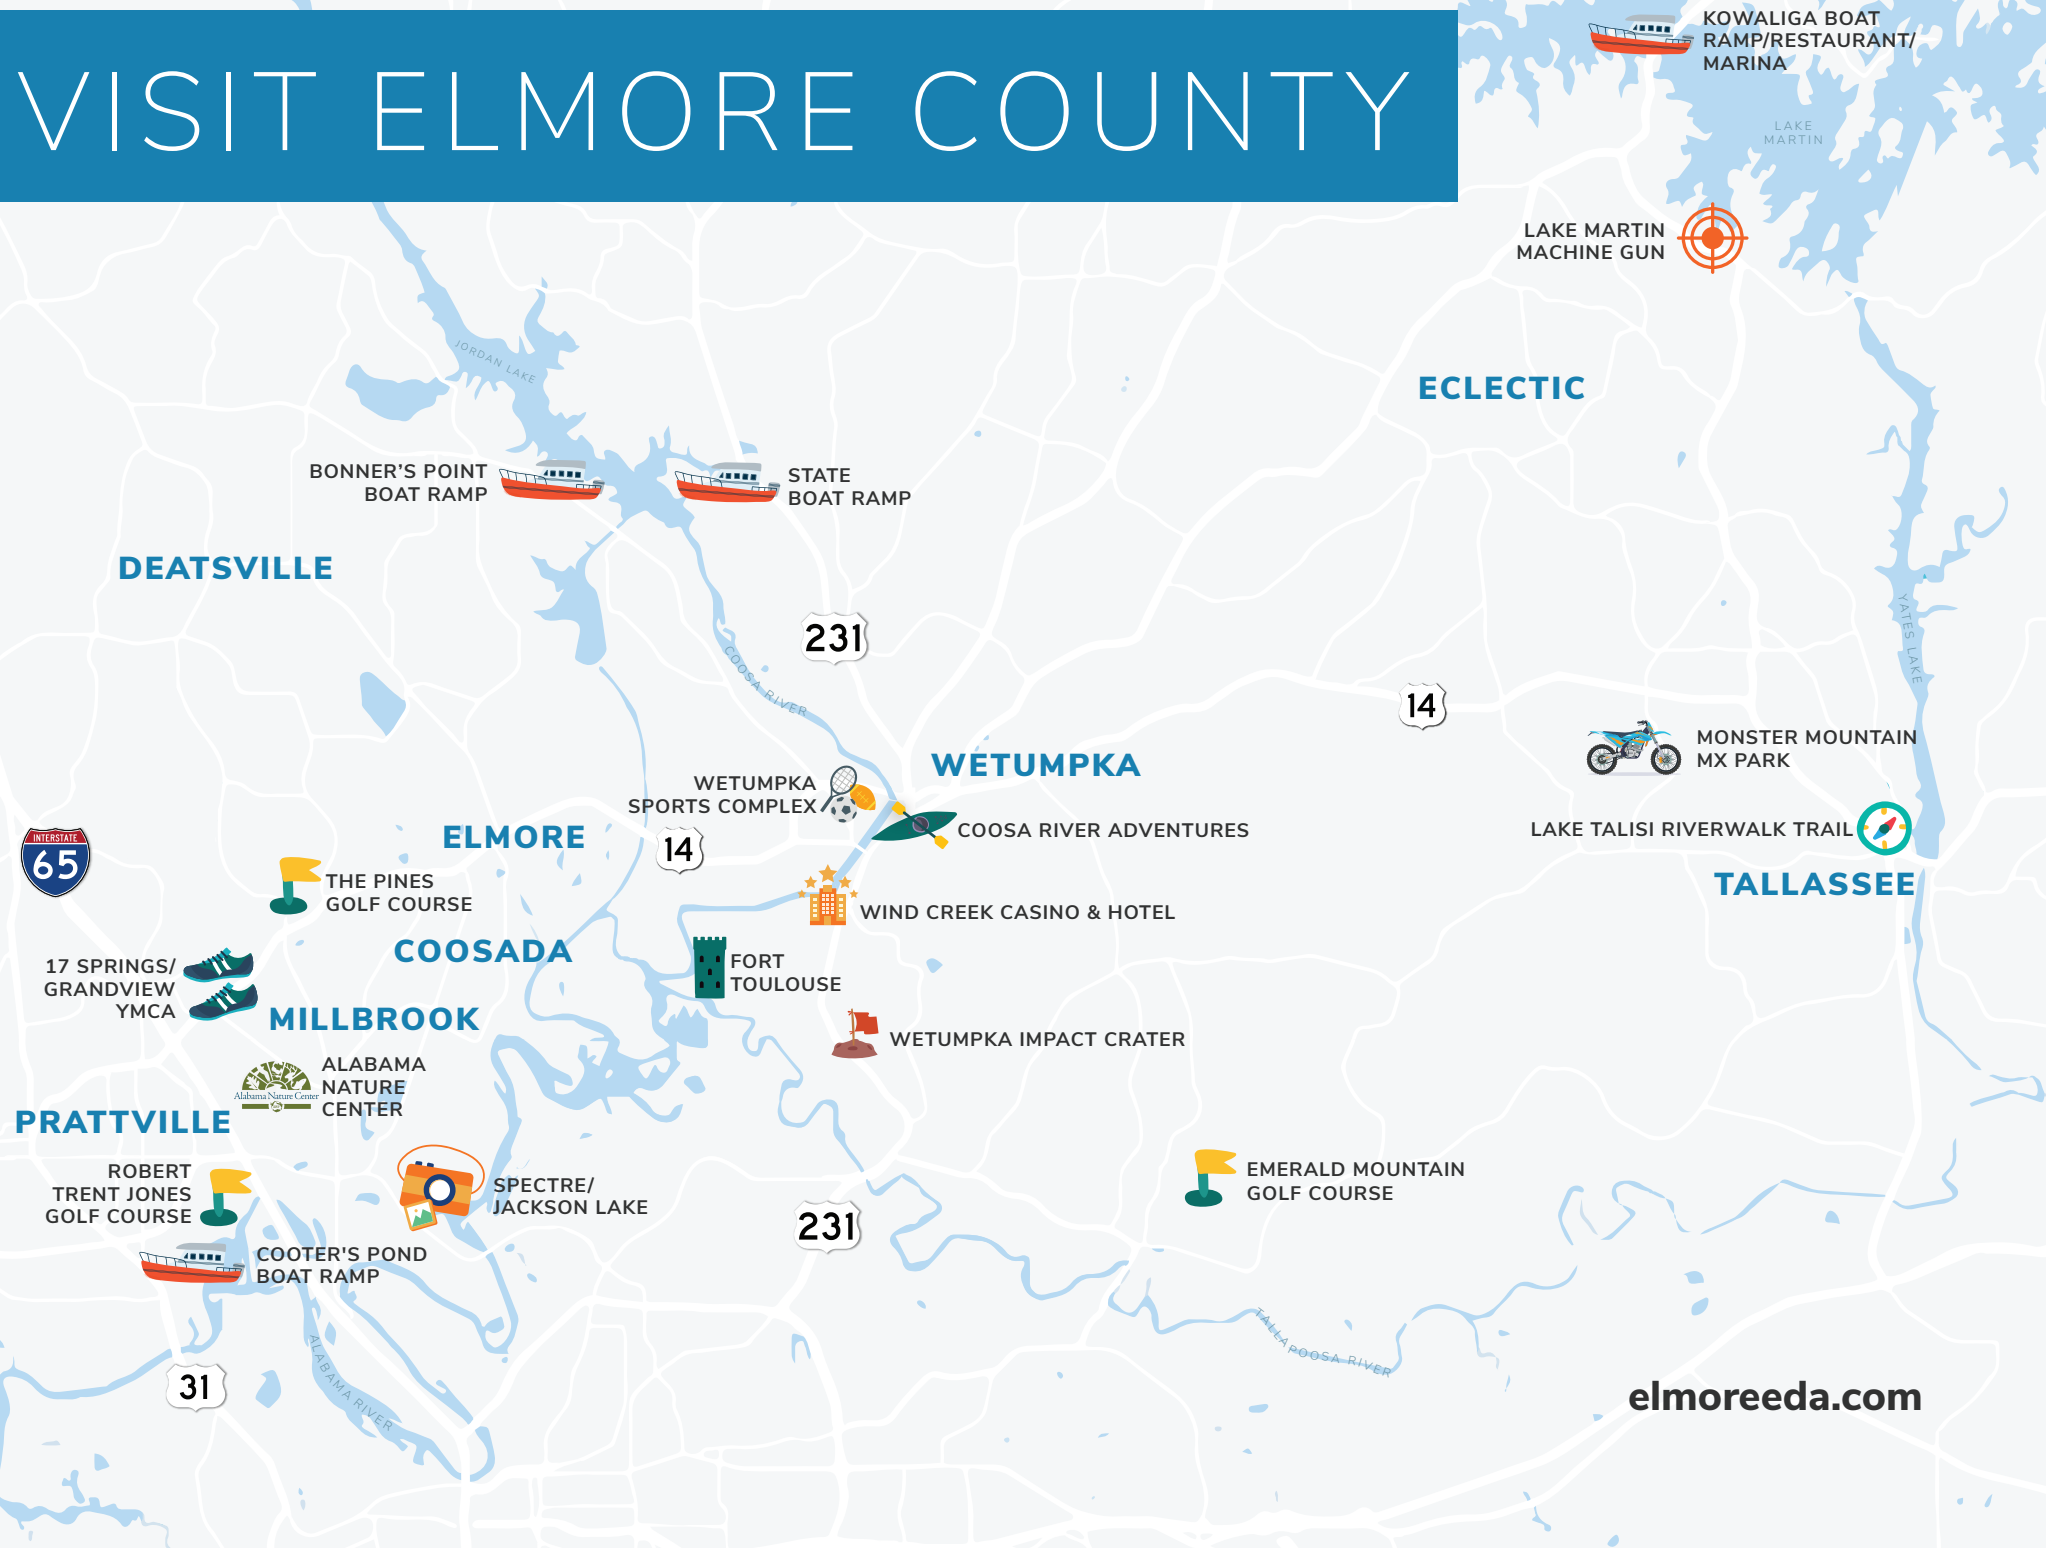 VISIT ELMORE COUNTY
KOWALIGA BOAT
RAMP/RESTAURANT/
MARINA
LAKE
MARTIN
LAKE MARTIN
MACHINE GUN
JORDAN LAKE
ECLECTIC
BONNER’S POINT
BOAT RAMP
STATE
BOAT RAMP
DEATSVILLE
231
COOSA RIVER
YATES LAKE
14
MONSTER MOUNTAIN
MX PARK
WETUMPKA
WETUMPKA
SPORTS COMPLEX
COOSA RIVER ADVENTURES
LAKE TALISI RIVERWALK TRAIL
ELMORE
14
INTERSTATE
65
TALLASSEE
THE PINES
GOLF COURSE
WIND CREEK CASINO & HOTEL
COOSADA
FORT
TOULOUSE
17 SPRINGS/
GRANDVIEW
YMCA
MILLBROOK
WETUMPKA IMPACT CRATER
Alabama Nature Center
ALABAMA
NATURE
CENTER
PRATTVILLE
ROBERT
TRENT JONES
GOLF COURSE
SPECTRE/
JACKSON LAKE
EMERALD MOUNTAIN
GOLF COURSE
231
COOTER'S POND
BOAT RAMP
TALLAPOOSA RIVER
31
ALABAMA RIVER
elmoreeda.com